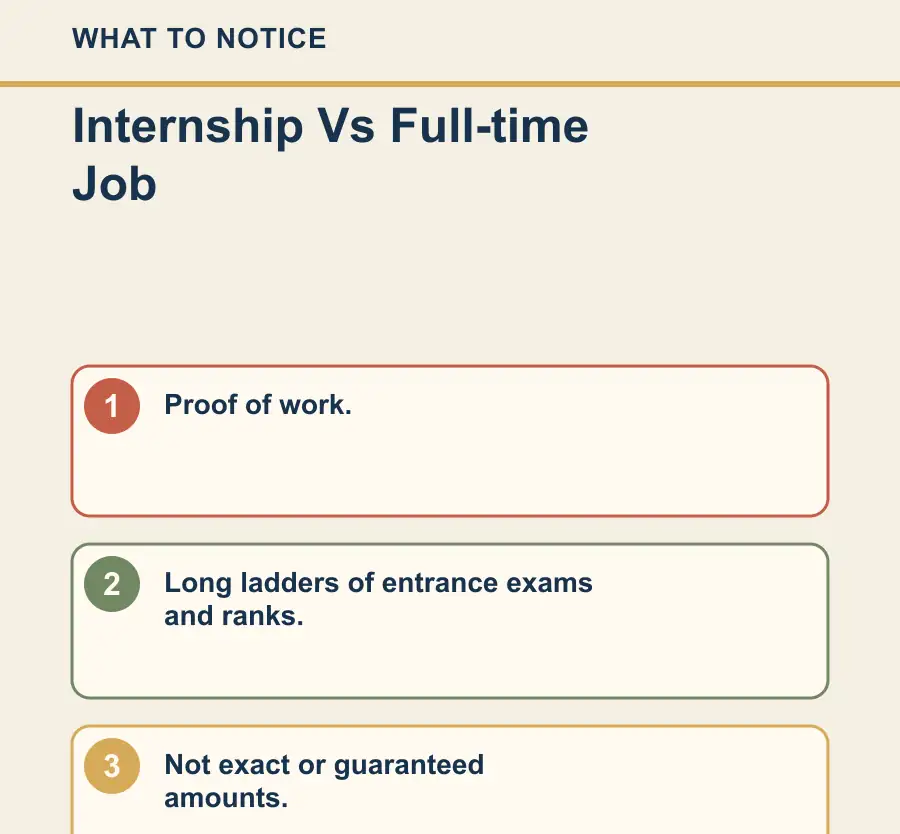 WHAT TO NOTICE
Internship Vs Full-time
Job
1
Proof of work.
2
Long ladders of entrance exams
and ranks.
3
Not exact or guaranteed
amounts.